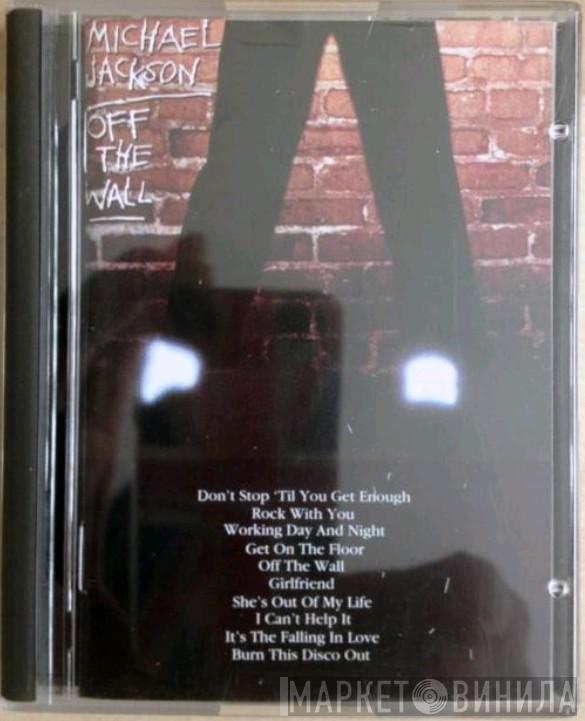 MICHAEL
JACKSON
OFF
THE
WALL
Don't Stop 'Til You Get Enough
Rock With You
Working Day And Night
Get On The Floor
Off The Wall
Girlfriend
She's Out Of My Life
I Can't Help It
It's The Falling In Love
Burn This Disco Out
МАРКЕТ ВИНИЛА